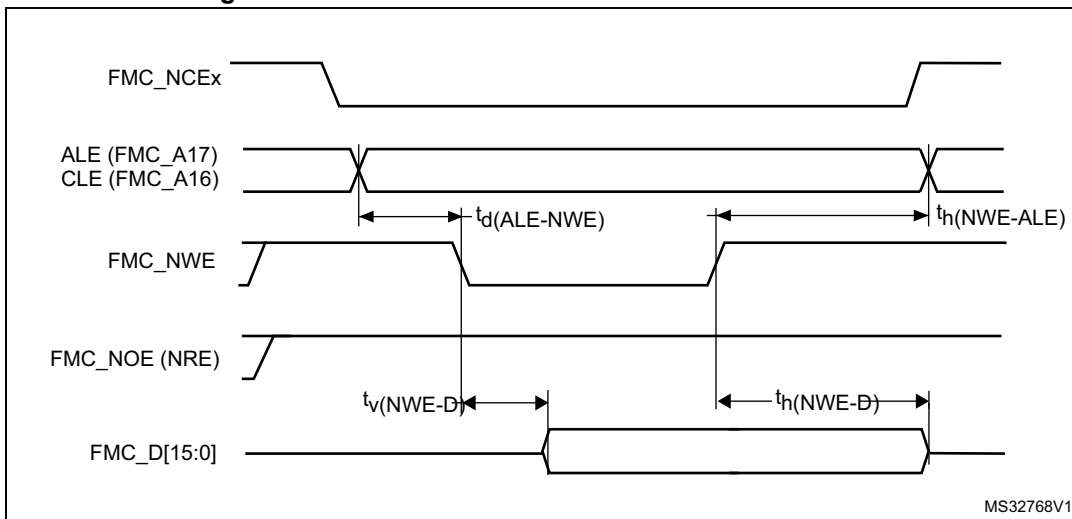 FMC_NCEx
ALE (FMC_A17)
CLE (FMC_A16)
td(ALE-NWE)
th(NWE-ALE)
FMC_NWE
FMC_NOE (NRE)
tv(NWE-D)
th(NWE-D)
FMC_D[15:0]
MS32768V1